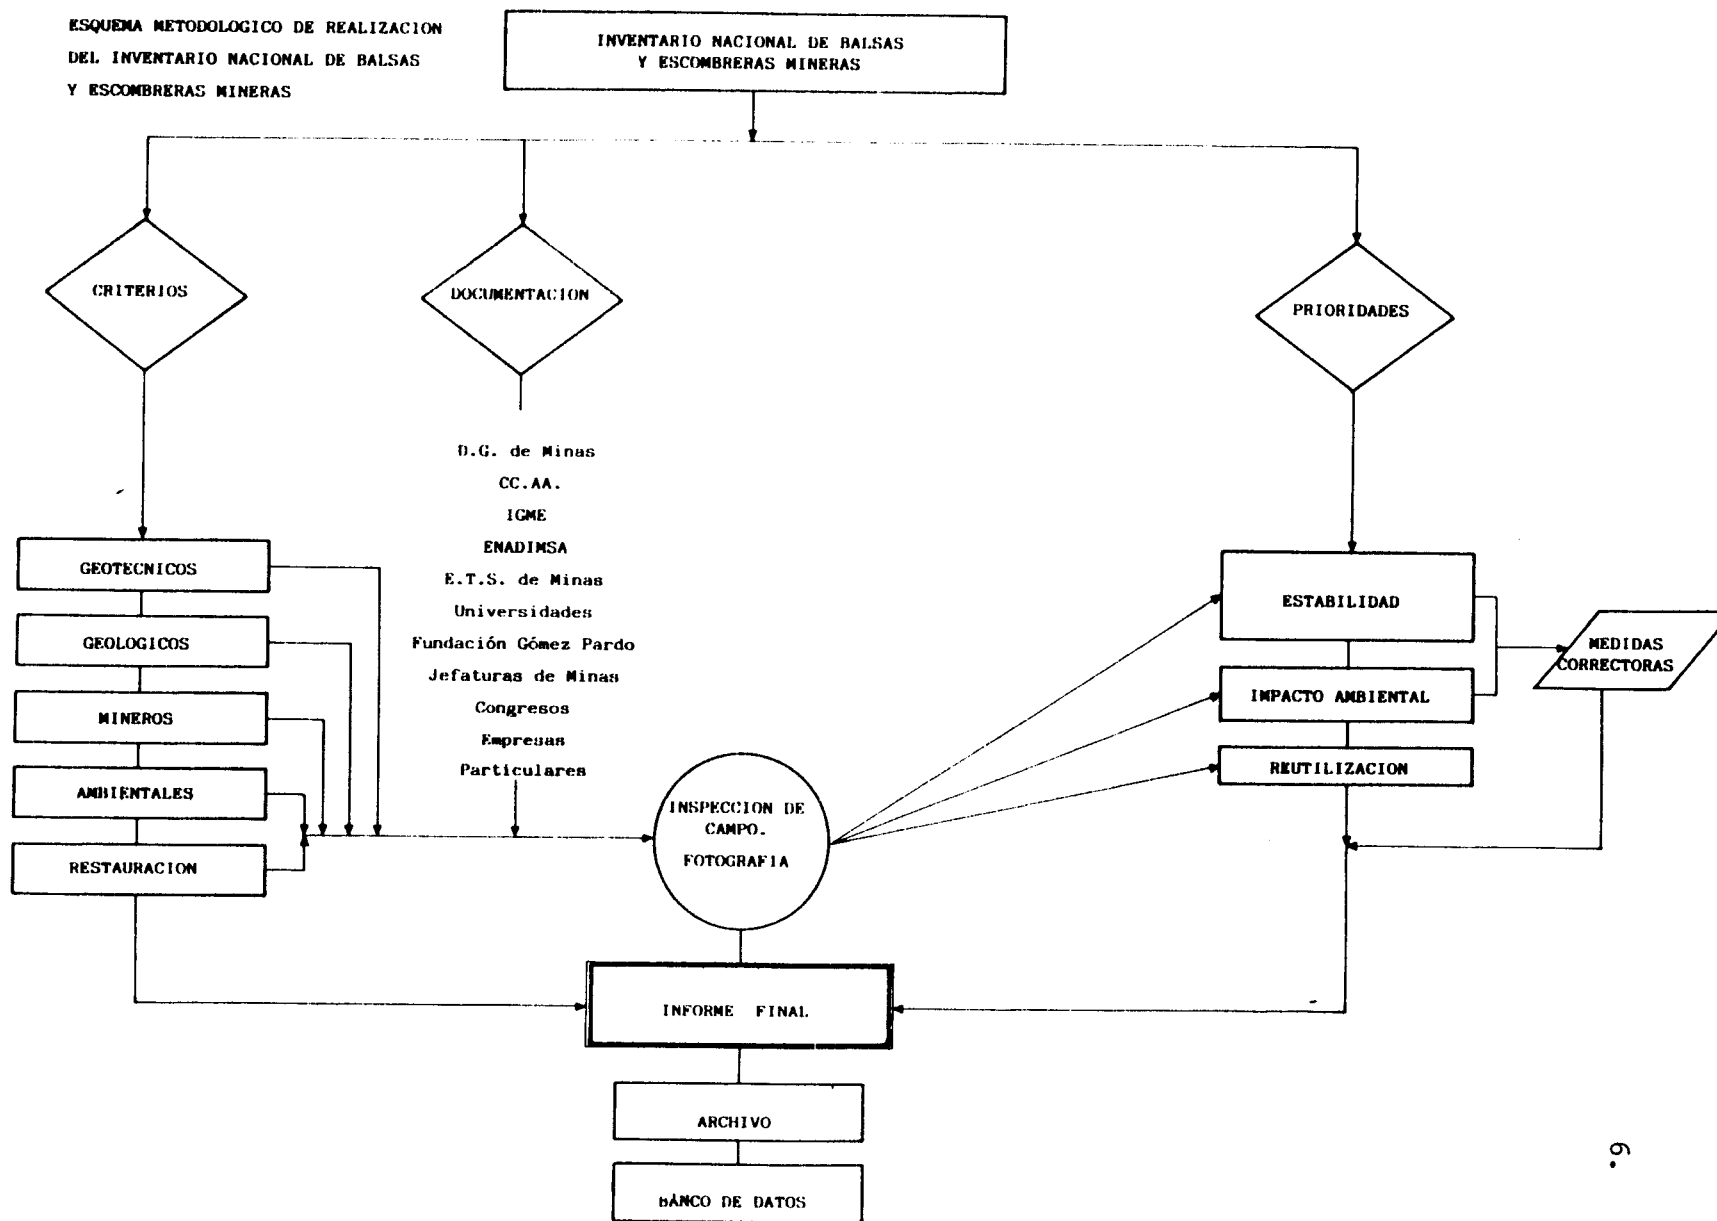 ESQUEMA METODOLOGICO DE REALIZACION
DEL INVENTARIO NACIONAL DE BALSAS
Y ESCOMBRERAS MINERAS
INVENTARIO NACIONAL DE BALSAS
Y ESCOMBRERAS MINERAS
CRITERIOS
DOCUMENTACION
PRIORIDADES
D.G. de Minas
CC.AA.
IGME
ENADIMSA
E.T.S. de Minas
Universidades
Fundación Gómez Pardo
Jefaturas de Minas
Congresos
Empresas
Particulares
GEOTECNICOS
GEOLOGICOS
MINEROS
AMBIENTALES
RESTAURACION
INSPECCION DE
CAMPO.
FOTOGRAFIA
ESTABILIDAD
IMPACTO AMBIENTAL
REUTILIZACION
MEDIDAS
CORRECTORAS
INFORME FINAL
ARCHIVO
BANCO DE DATOS
6.